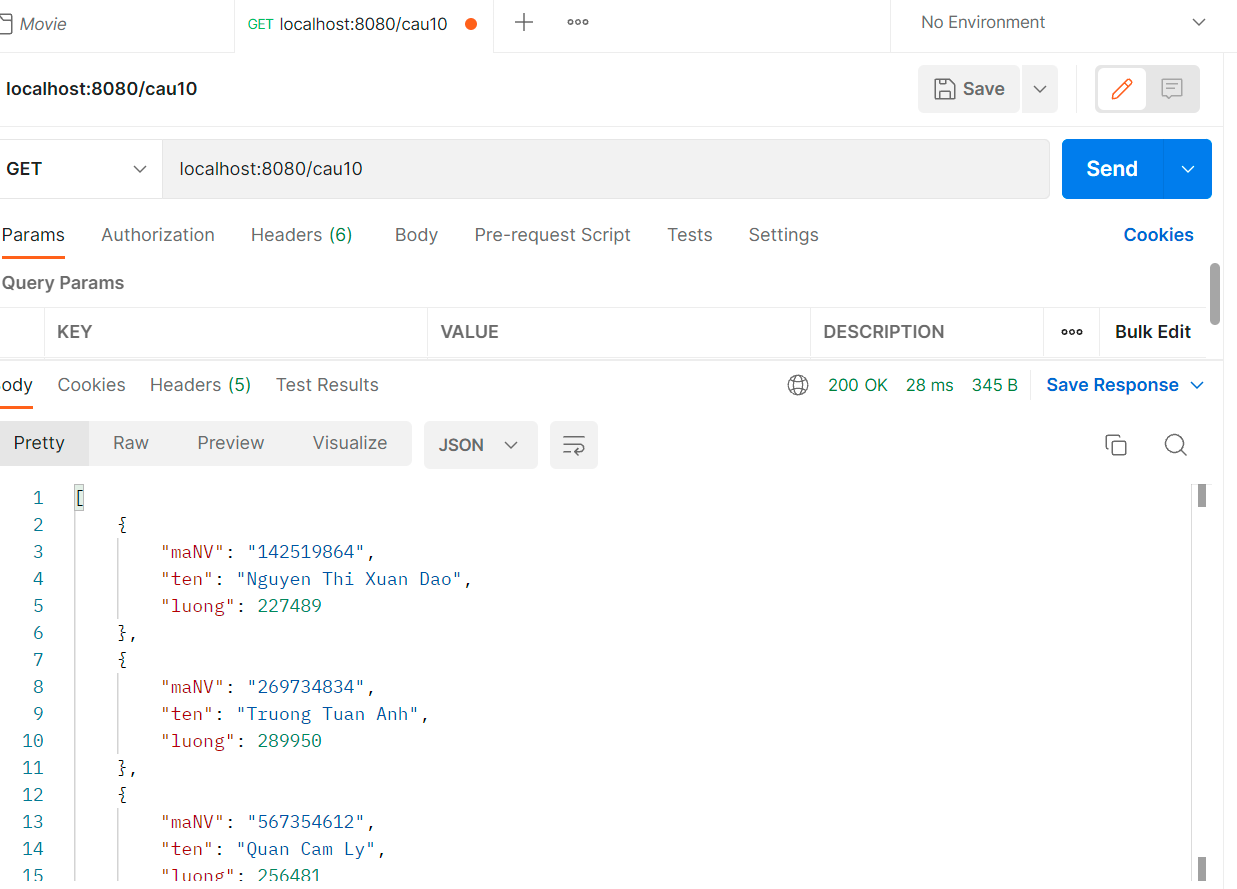 Movie
GET localhost:8080/cau10
No Environment
localhost:8080/cau10
Save
GET
localhost:8080/cau10
Send
Params Authorization Headers (6) Body Pre-request Script Tests Settings Cookies
Query Params
KEY VALUE DESCRIPTION Bulk Edit
ody Cookies Headers (5) Test Results 200 OK 28 ms 345 B Save Response
Pretty Raw Preview Visualize JSON
1 [
2 {
3 "maNV": "142519864",
4 "ten": "Nguyen Thi Xuan Dao",
5 "luong": 227489
6 },
7 {
8 "maNV": "269734834",
9 "ten": "Truong Tuan Anh",
10 "luong": 289950
11 },
12 {
13 "maNV": "567354612",
14 "ten": "Quan Cam Ly",
15 "luong": 256481